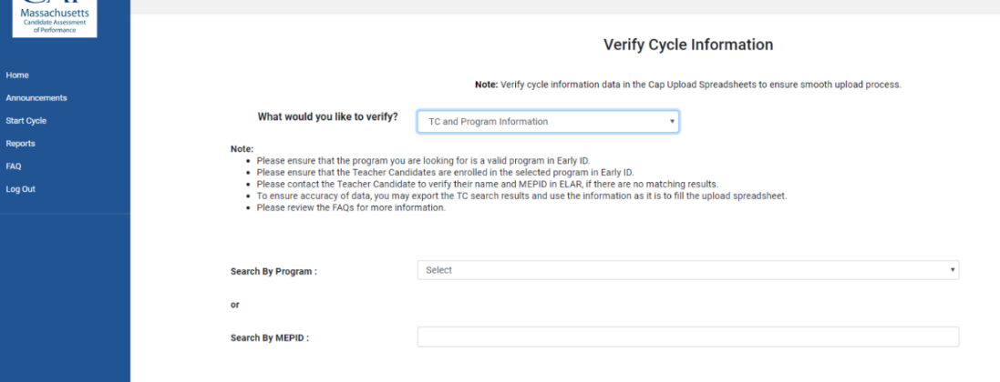 CAP
Massachusetts
Candidate Assessment
of Performance
Home
Announcements
Start Cycle
Reports
FAQ
Log Out
Verify Cycle Information
Note: Verify cycle information data in the Cap Upload Spreadsheets to ensure smooth upload process.
What would you like to verify? TC and Program Information
Note:
• Please ensure that the program you are looking for is a valid program in Early ID.
• Please ensure that the Teacher Candidates are enrolled in the selected program in Early ID.
• Please contact the Teacher Candidate to verify their name and MEPID in ELAR, if there are no matching results.
• To ensure accuracy of data, you may export the TC search results and use the information as it is to fill the upload spreadsheet.
• Please review the FAQs for more information.
Search By Program : Select
or
Search By MEPID :